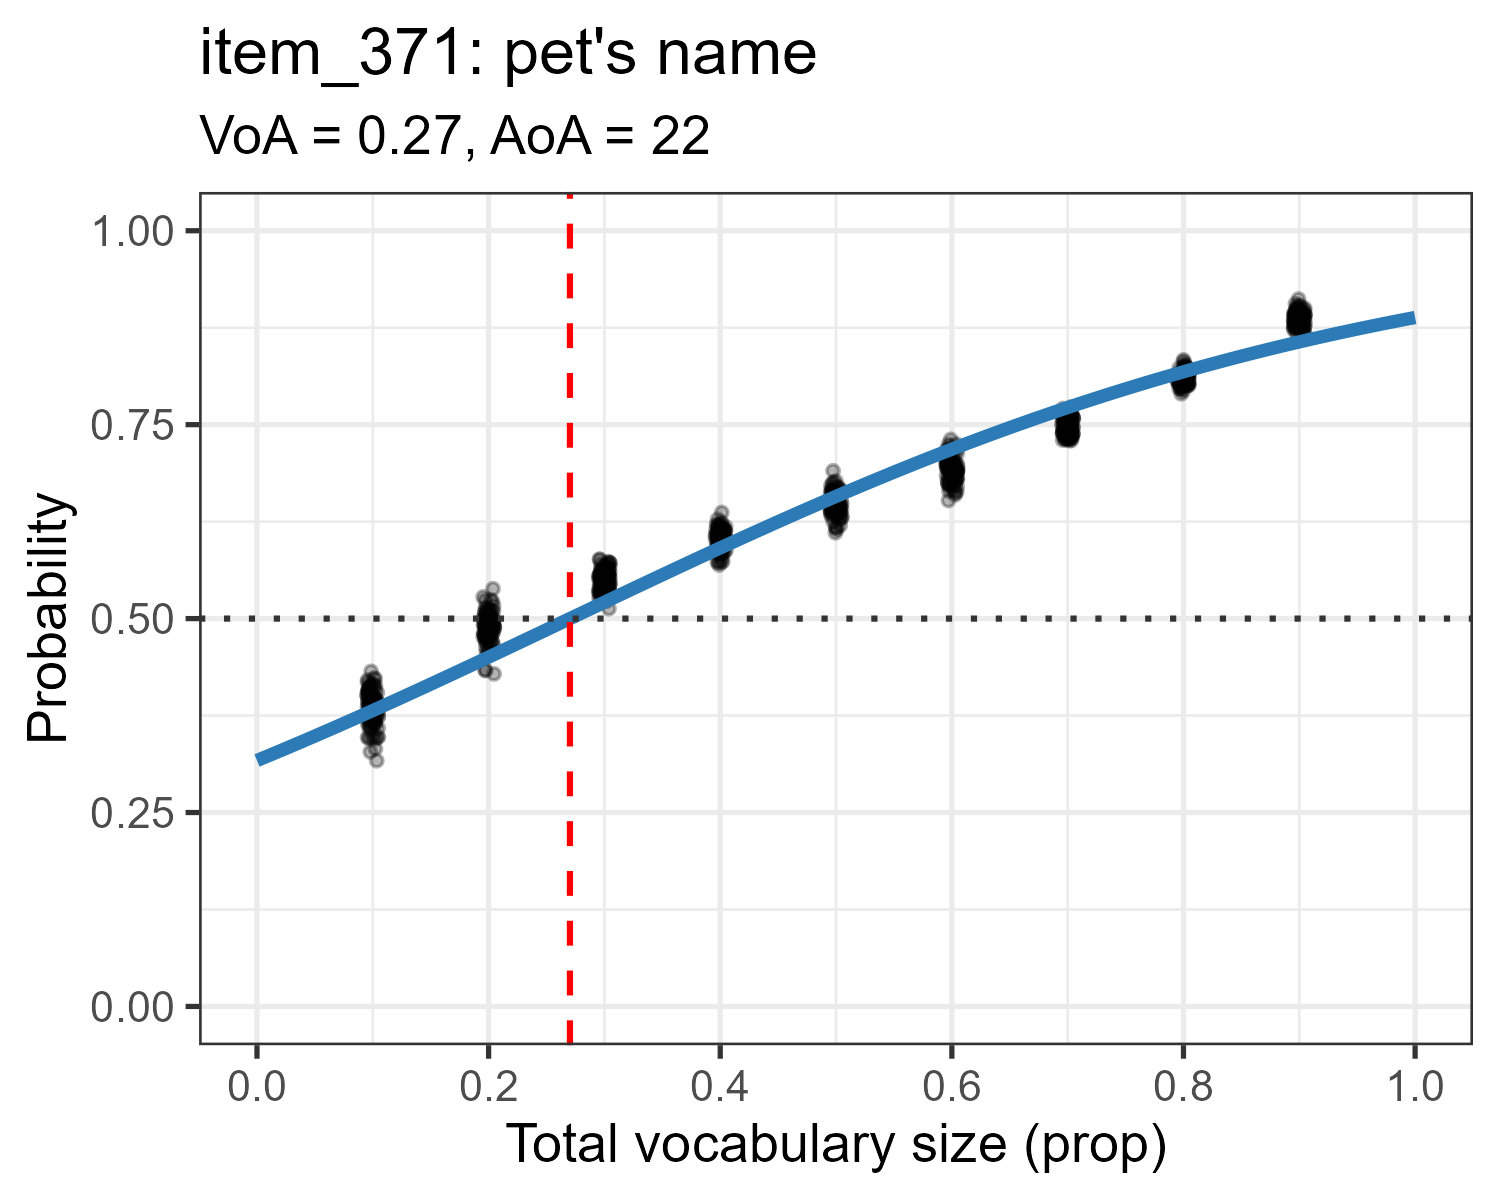 item_371: pet's name
VoA = 0.27, AoA = 22
1.00
0.75
0.50
0.25
0.00
Probability
0.0 0.2 0.4 0.6 0.8 1.0
Total vocabulary size (prop)